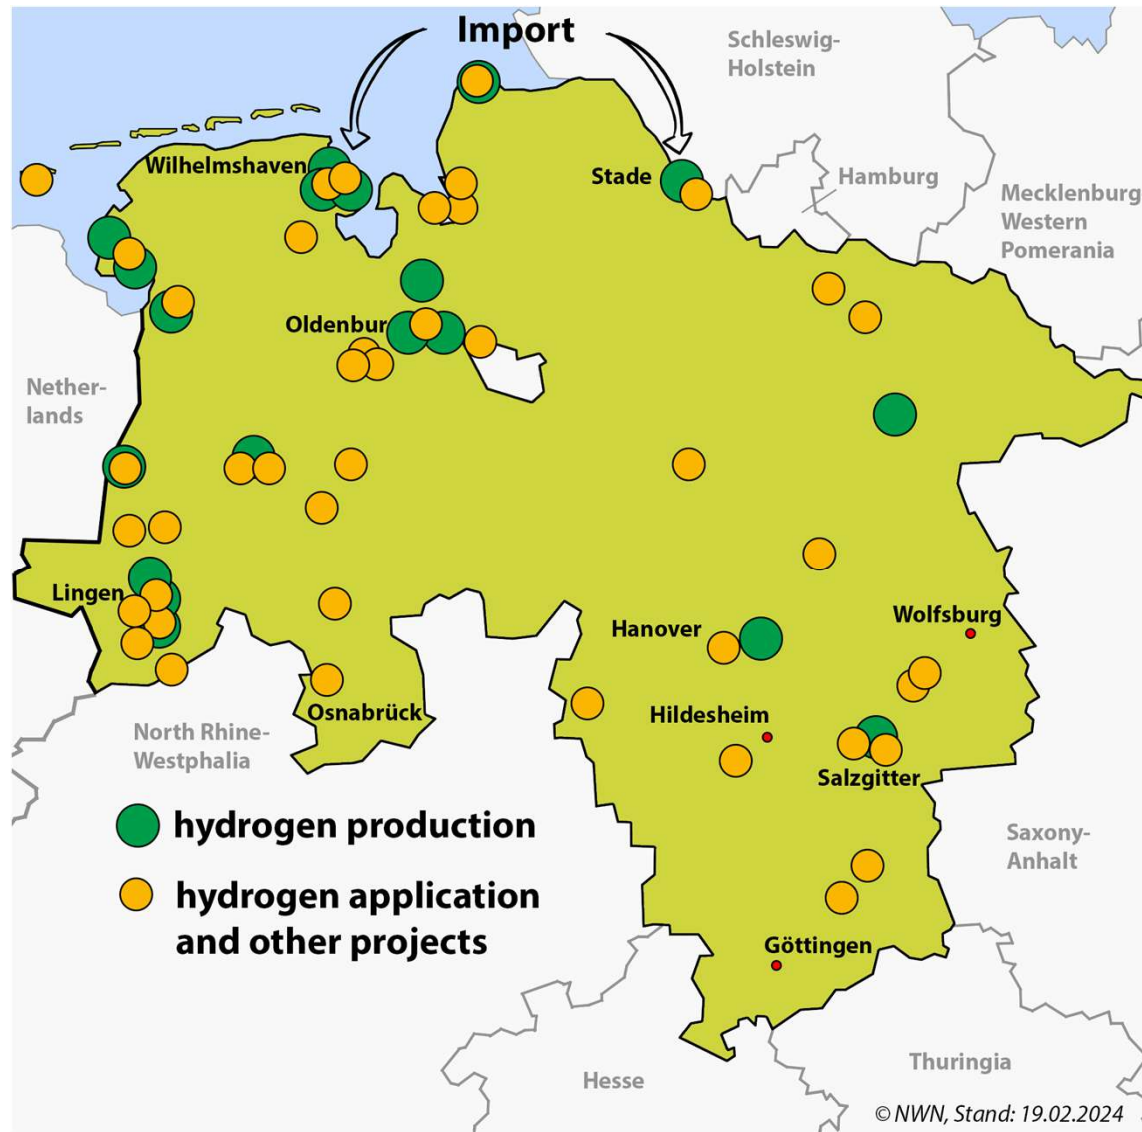 Import
Schleswig-
Holstein
Wilhelmshaven
Stade
Hamburg
Mecklenburg
Western
Pomerania
Oldenbur
Nether-
lands
Lingen
Hanover
Wolfsburg
Osnabrück
Hildesheim
North Rhine-
Westphalia
Salzgitter
hydrogen production
Saxony-
Anhalt
hydrogen application
and other projects
Göttingen
Hesse
Thuringia
© NWN, Stand: 19.02.2024